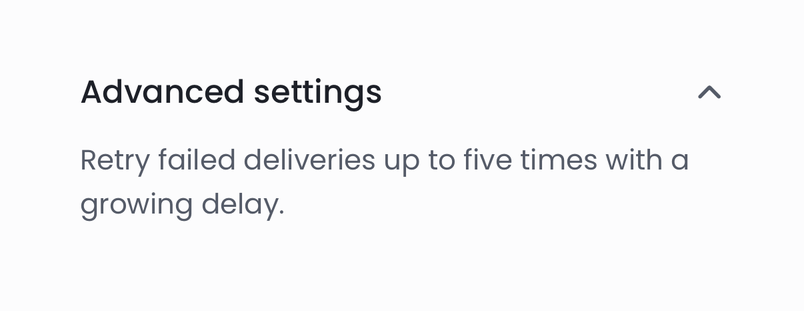 Advanced settings
Retry failed deliveries up to five times with a
growing delay.